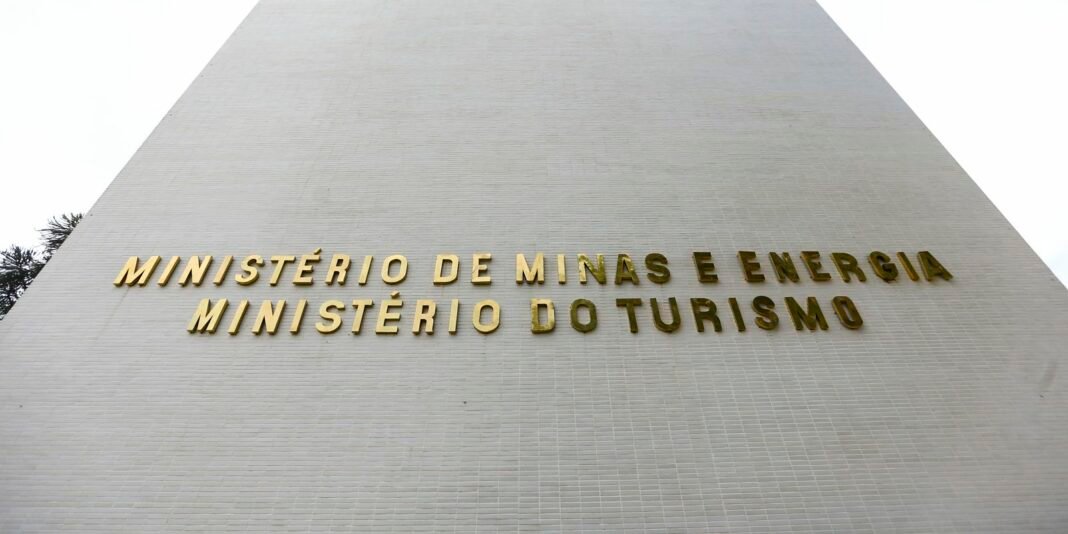 MINISTÉRIO DE MINAS E ENERGIA
MINISTÉRIO DO TURISMO